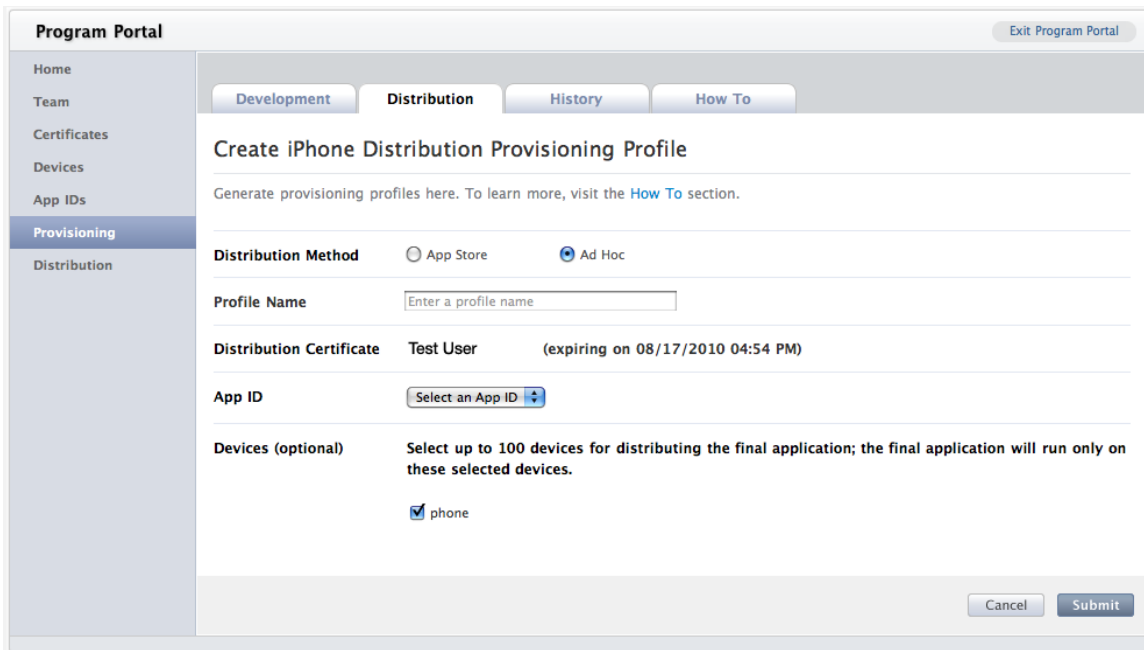 Program Portal
Exit Program Portal
Home
Team
Certificates
Devices
App IDs
Provisioning
Distribution
Development
Distribution
History
How To
Create iPhone Distribution Provisioning Profile
Generate provisioning profiles here. To learn more, visit the How To section.
Distribution Method
App Store
Ad Hoc
Profile Name
Enter a profile name
Distribution Certificate
Test User
(expiring on 08/17/2010 04:54 PM)
App ID
Select an App ID
Devices (optional)
Select up to 100 devices for distributing the final application; the final application will run only on
these selected devices.
phone
Cancel
Submit